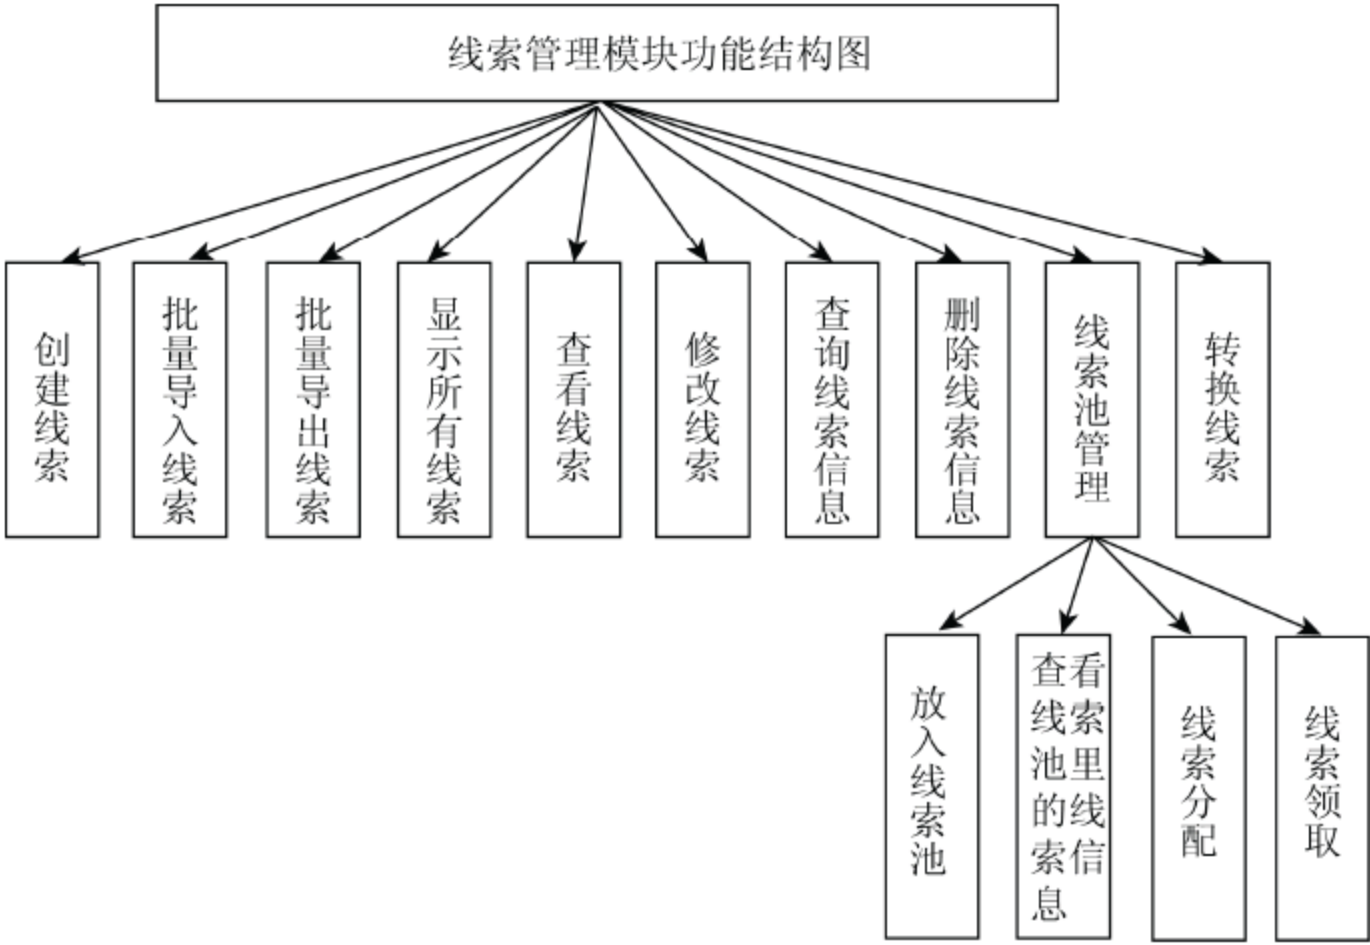 线索管理模块功能结构图
创建线索
批量导入线索
批量导出线索
显示所有线索
查看线索
修改线索
查询线索信息
删除线索信息
线索池管理
转换线索
放入线索池
查看
线索
池里
的线
索信
息
线索分配
线索领取